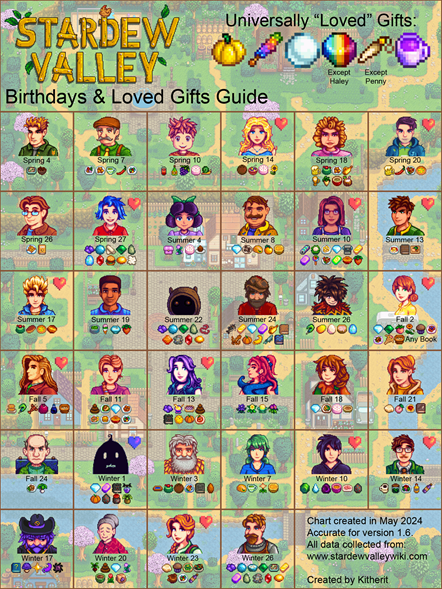 STARDEW
VALLEY
Universally “Loved” Gifts:
Except
Haley
Except
Penny
Birthdays & Loved Gifts Guide
Spring 4
Spring 7
Spring 10
Spring 14
Spring 18
Spring 20
Spring 26
Spring 27
Summer 4
Summer 8
Summer 10
Summer 13
Summer 17
Summer 19
Summer 22
Summer 24
Summer 26
Fall 2
Any Book
Fall 5
Fall 11
Fall 13
Fall 15
Fall 18
Fall 21
Fall 24
Winter 1
Winter 3
Winter 7
Winter 10
Winter 14
Winter 17
Winter 20
Winter 23
Winter 26
Chart created in May 2024
Accurate for version 1.6.
All data collected from:
www.stardewvalleywiki.com
Created by Kitherit